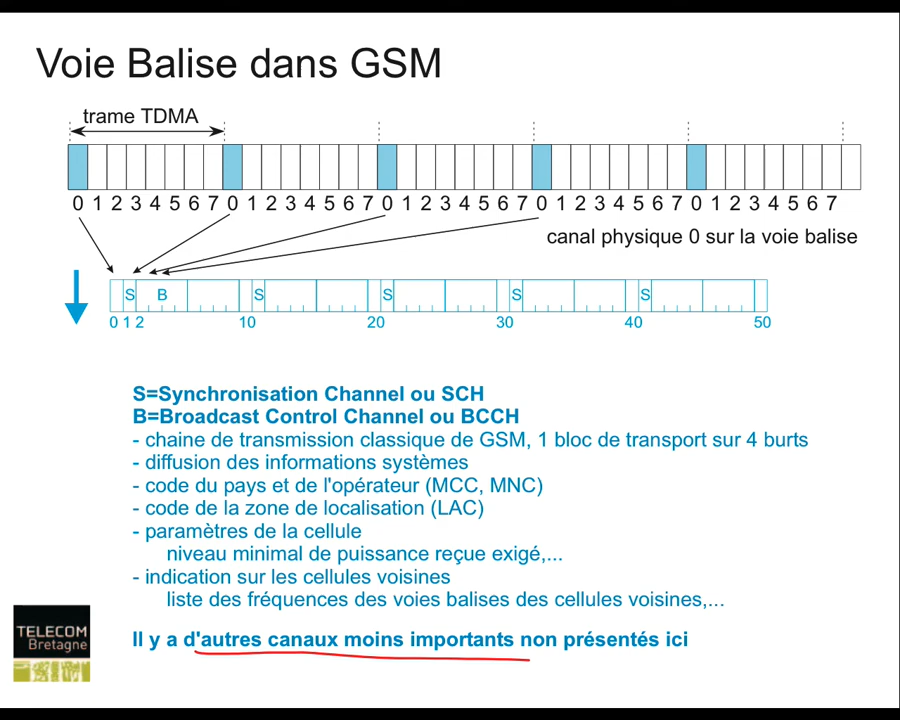 Voie Balise dans GSM
trame TDMA
0 1 2 3 4 5 6 7 0 1 2 3 4 5 6 7 0 1 2 3 4 5 6 7 0 1 2 3 4 5 6 7 0 1 2 3 4 5 6 7
canal physique 0 sur la voie balise
S B S S S S
0 1 2 10 20 30 40 50
S=Synchronisation Channel ou SCH
B=Broadcast Control Channel ou BCCH
- chaine de transmission classique de GSM, 1 bloc de transport sur 4 burts
- diffusion des informations systèmes
- code du pays et de l'opérateur (MCC, MNC)
- code de la zone de localisation (LAC)
- paramètres de la cellule
niveau minimal de puissance reçue exigé,...
- indication sur les cellules voisines
liste des fréquences des voies balises des cellules voisines,...
Il y a d'autres canaux moins importants non présentés ici
TELECOM
Bretagne